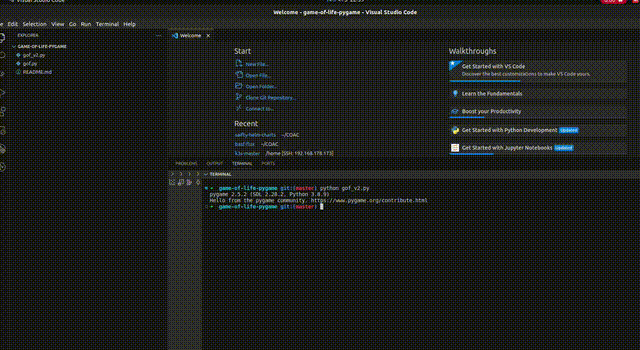 Visual Studio Code
Welcome - game-of-life-pygame - Visual Studio Code
Edit Selection View Go Run Terminal Help
EXPLORER
Welcome
GAME-OF-LIFE-PYGAME
gof_v2.py
gof.py
README.md
Start
New File...
Open File...
Open Folder...
Clone Git Repository...
Connect to...
Recent
~/COAC
~/COAC
k3s-master /home [SSH: 192.168.178.173]
Walkthroughs
Get Started with VS Code
Discover the best customizations to make VS Code yours.
Learn the Fundamentals
Boost your Productivity
Get Started with Python Development Updated
Get Started with Jupyter Notebooks Updated
PROBLEMS OUTPUT TERMINAL PORTS
TERMINAL
game-of-life-pygame git:(master) python gof_v2.py
pygame 2.5.2 (SDL 2.28.2, Python 3.8.9)
Hello from the pygame community. https://www.pygame.org/contribute.html
game-of-life-pygame git:(master)